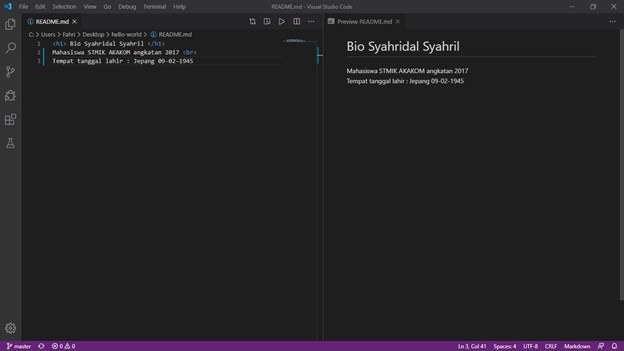 File Edit Selection View Go Debug Terminal Help README.md - Visual Studio Code
README.md
C: > Users > Fahri > Desktop > hello-world > README.md
1 <h1> Bio Syahridal Syahril </h1>
2 Mahasiswa STMIK AKAKOM angkatan 2017 <br>
3 Tempat tanggal lahir : Jepang 09-02-1945
Preview README.md
Bio Syahridal Syahril
Mahasiswa STMIK AKAKOM angkatan 2017
Tempat tanggal lahir : Jepang 09-02-1945
master 0 0 Ln 3, Col 41 Spaces: 4 UTF-8 CRLF Markdown